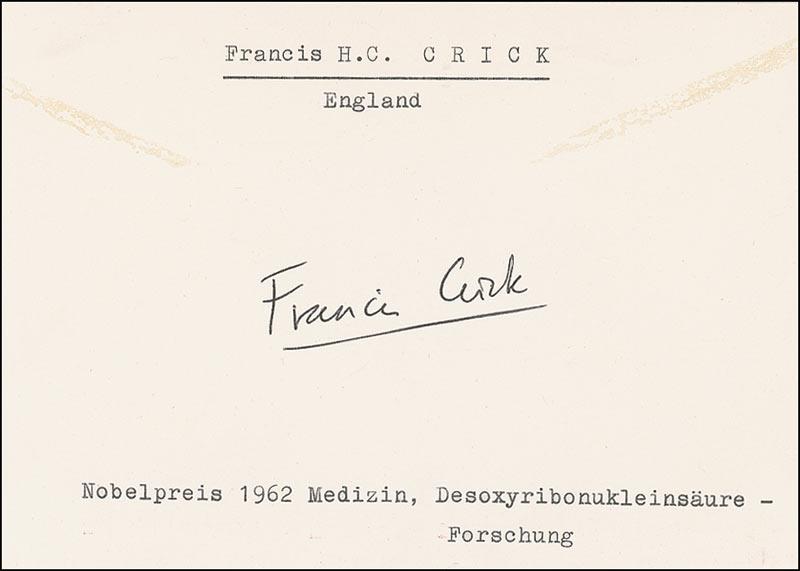 Francis H.C. C R I C K
England
Francis Crick
Nobelpreis 1962 Medizin, Desoxyribonukleinsäure -
Forschung